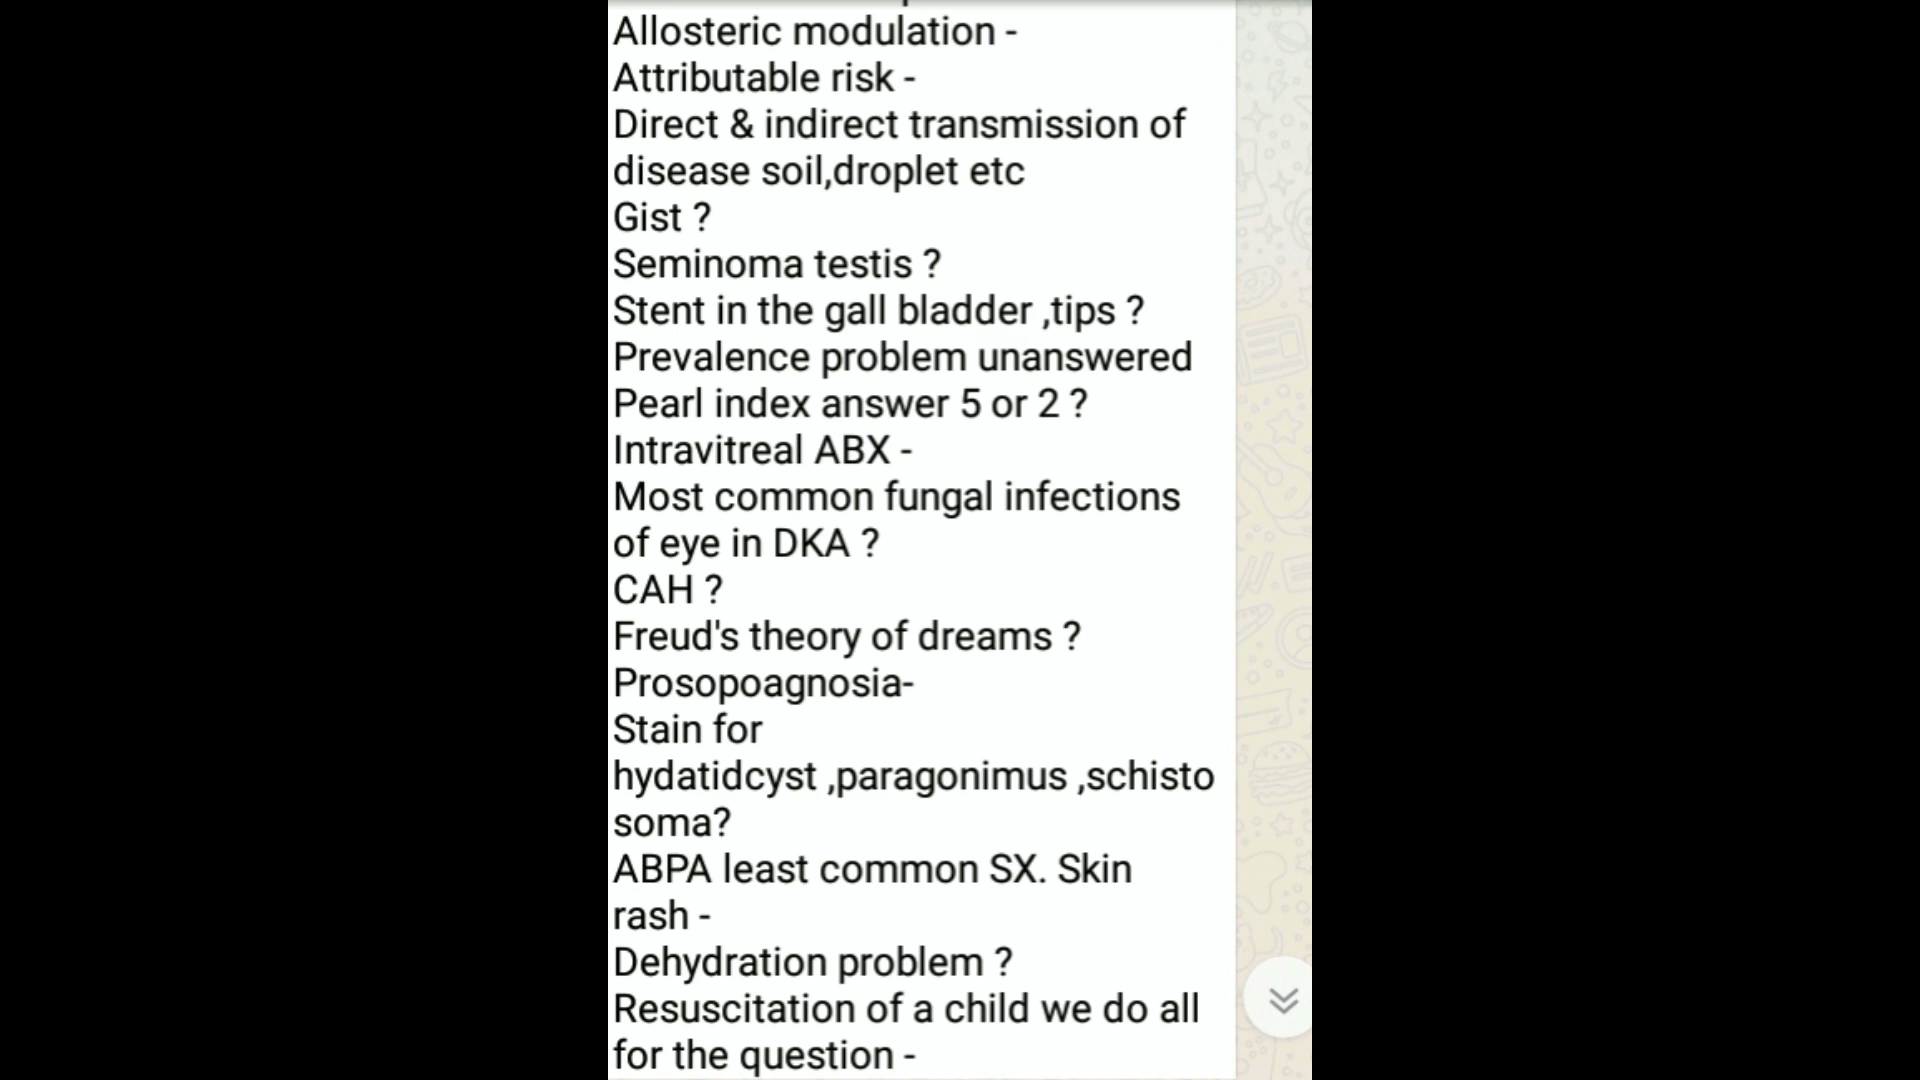 Allosteric modulation -
Attributable risk -
Direct & indirect transmission of
disease soil,droplet etc
Gist ?
Seminoma testis ?
Stent in the gall bladder ,tips ?
Prevalence problem unanswered
Pearl index answer 5 or 2 ?
Intravitreal ABX -
Most common fungal infections
of eye in DKA ?
CAH ?
Freud's theory of dreams ?
Prosopoagnosia-
Stain for
hydatidcyst ,paragonimus ,schisto
soma?
ABPA least common SX. Skin
rash -
Dehydration problem ?
Resuscitation of a child we do all
for the question -